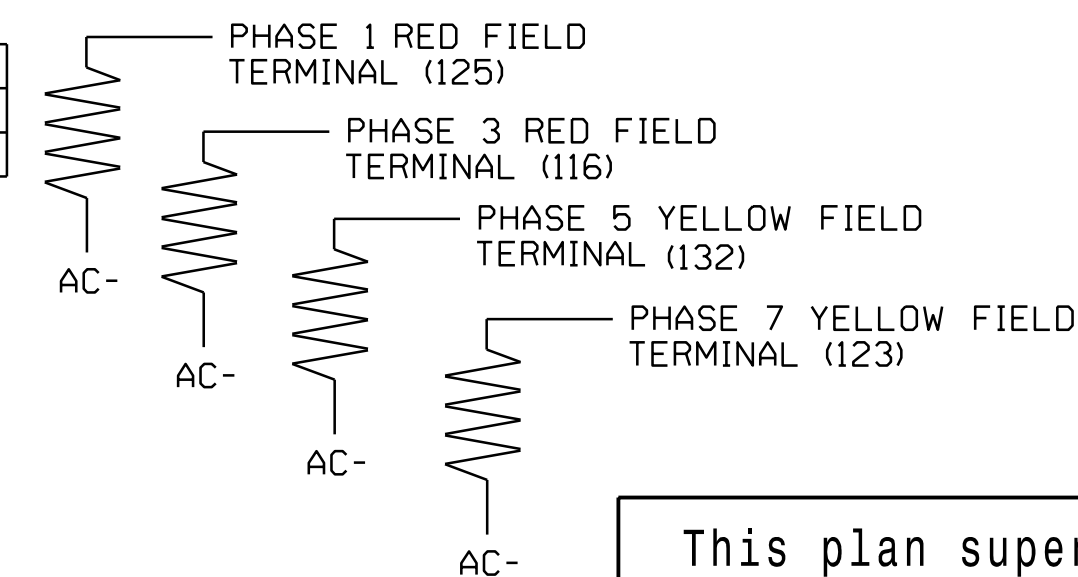 PHASE 1 RED FIELD
TERMINAL (125)
AC-
PHASE 3 RED FIELD
TERMINAL (116)
AC-
PHASE 5 YELLOW FIELD
TERMINAL (132)
AC-
PHASE 7 YELLOW FIELD
TERMINAL (123)
AC-
This plan